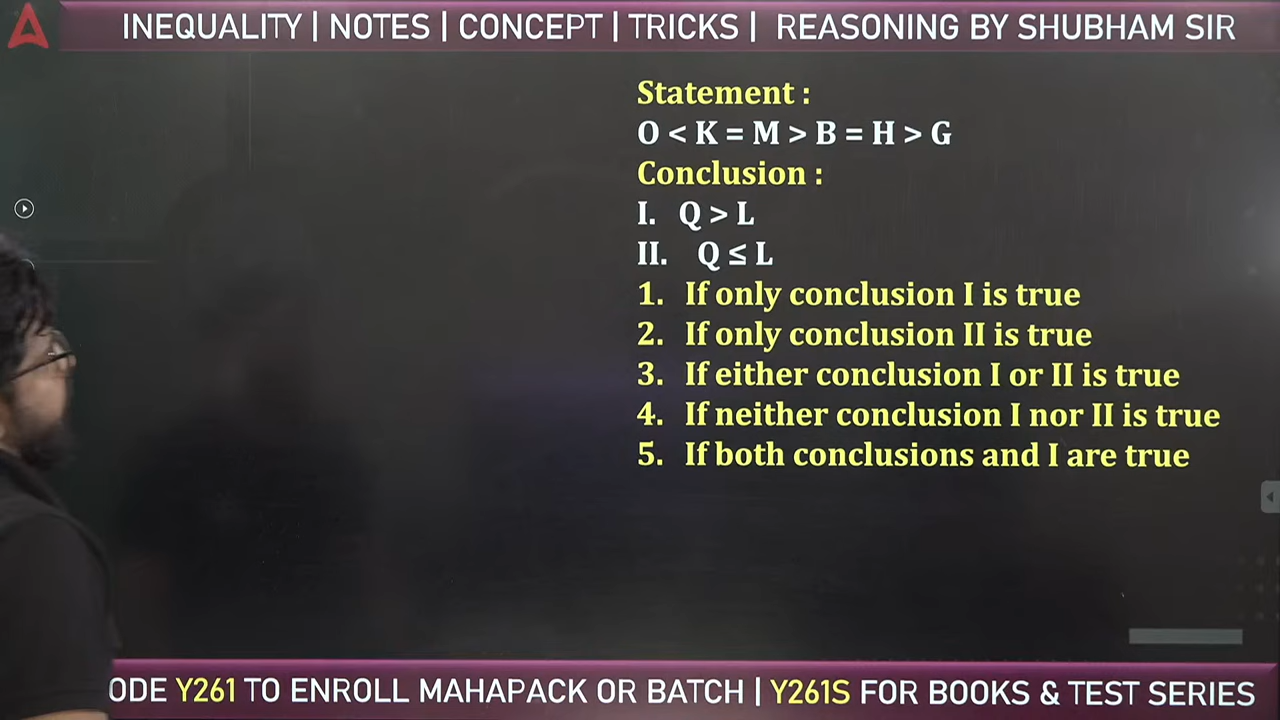 INEQUALITY | NOTES | CONCEPT | TRICKS | REASONING BY SHUBHAM SIR
Statement :
O < K = M > B = H > G
Conclusion :
I. Q > L
II. Q ≤ L
1. If only conclusion I is true
2. If only conclusion II is true
3. If either conclusion I or II is true
4. If neither conclusion I nor II is true
5. If both conclusions and I are true
ODE Y261 TO ENROLL MAHAPACK OR BATCH | Y261S FOR BOOKS & TEST SERIES